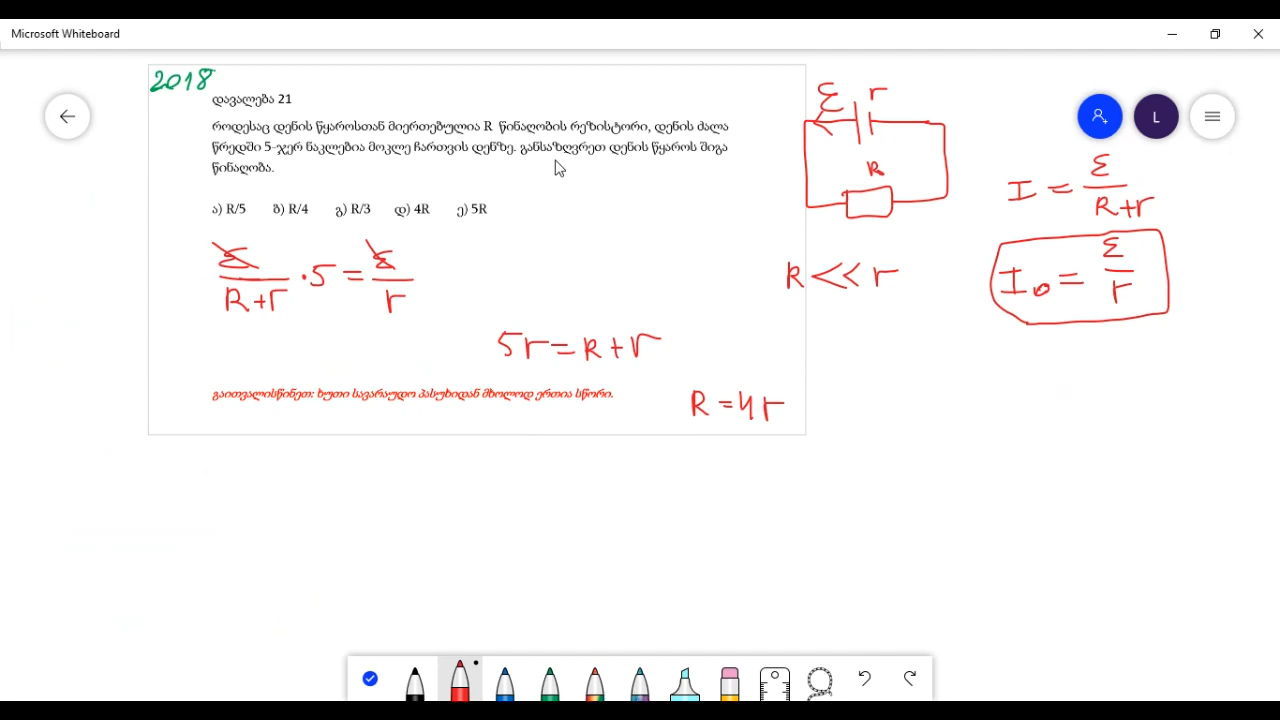 Microsoft Whiteboard
2018
დავალება 21
როდესაც დენის წყაროსთან მიერთებულია R წინაღობის რეზისტორი, დენის ძალა
წრედში 5-ჯერ ნაკლებია მოკლე ჩართვის დენზე. განსაზღვრეთ დენის წყაროს შიგა
წინაღობა.
ა) R/5 ბ) R/4 გ) R/3 დ) 4R ე) 5R
ℰ/(R+r) · 5 = ℰ/r
5r = R + r
გაითვალისწინეთ: ხუთი სავარაუდო პასუხიდან მხოლოდ ერთია სწორი.
R = 4r
ℰ r
R
R << r
I = ℰ/(R+r)
I₀ = ℰ/r
L